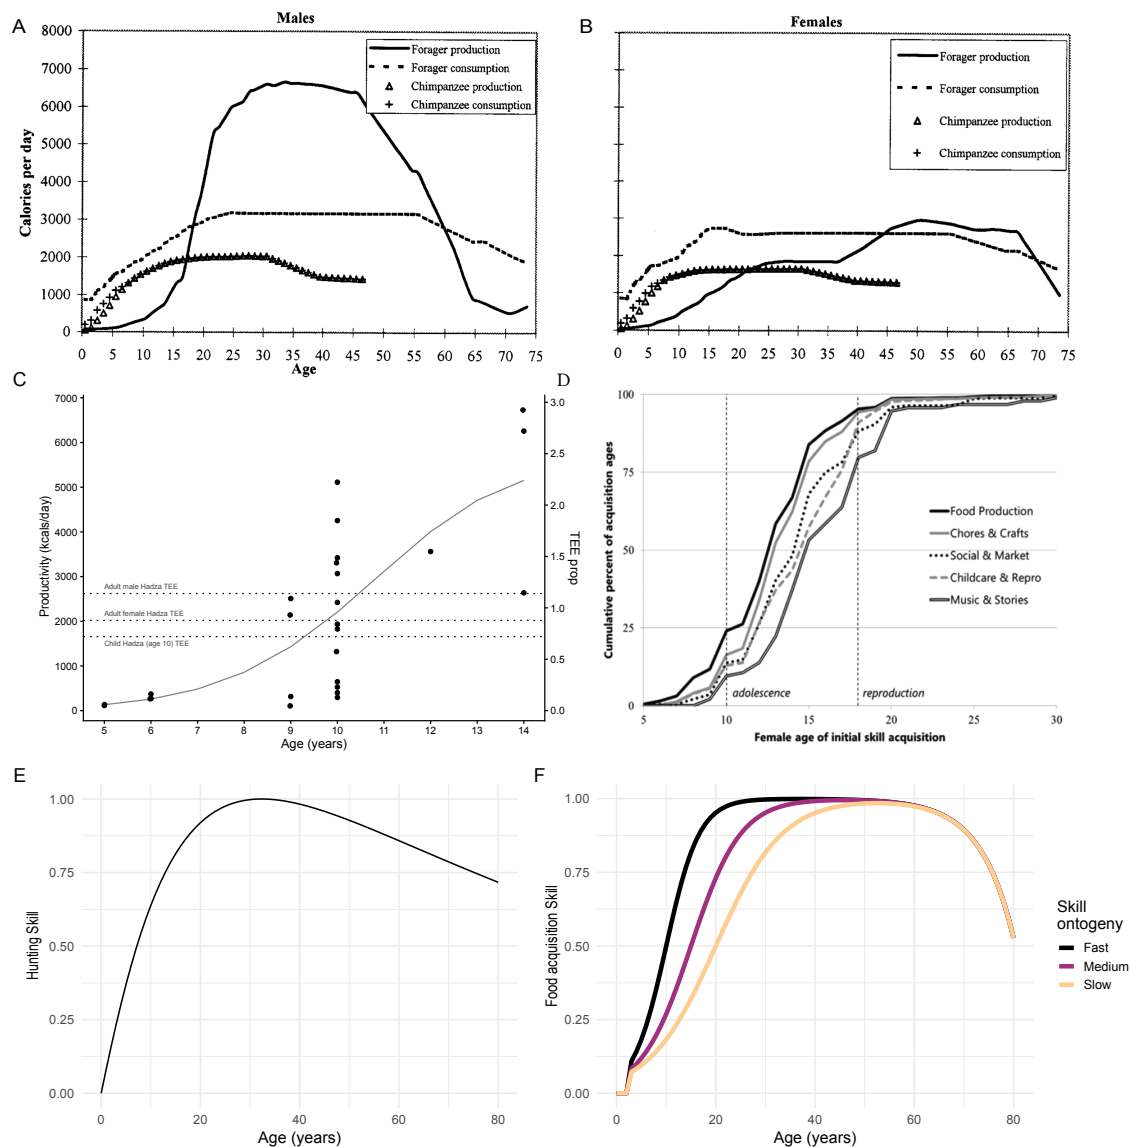 A
Males
8000
7000
6000
5000
4000
3000
2000
1000
0
Calories per day
Forager production
Forager consumption
Chimpanzee production
Chimpanzee consumption
0 5 10 15 20 25 30 35 40 45 50 55 60 65 70 75
Age
B
Females
Forager production
Forager consumption
Chimpanzee production
Chimpanzee consumption
0 5 10 15 20 25 30 35 40 45 50 55 60 65 70 75
C
7000
6000
5000
4000
3000
2000
1000
0
Productivity (kcals/day)
Adult male Hadza TEE
Adult female Hadza TEE
Child Hadza (age 10) TEE
3.0
2.5
2.0
1.5
1.0
0.5
0.0
TEE prop
5 6 7 8 9 10 11 12 13 14
Age (years)
D
100
75
50
25
0
Cumulative percent of acquisition ages
Food Production
Chores & Crafts
Social & Market
Childcare & Repro
Music & Stories
adolescence
reproduction
5 10 15 20 25 30
Female age of initial skill acquisition
E
1.00
0.75
0.50
0.25
0.00
Hunting Skill
0 20 40 60 80
Age (years)
F
1.00
0.75
0.50
0.25
0.00
Food acquisition Skill
0 20 40 60 80
Age (years)
Skill
ontogeny
Fast
Medium
Slow